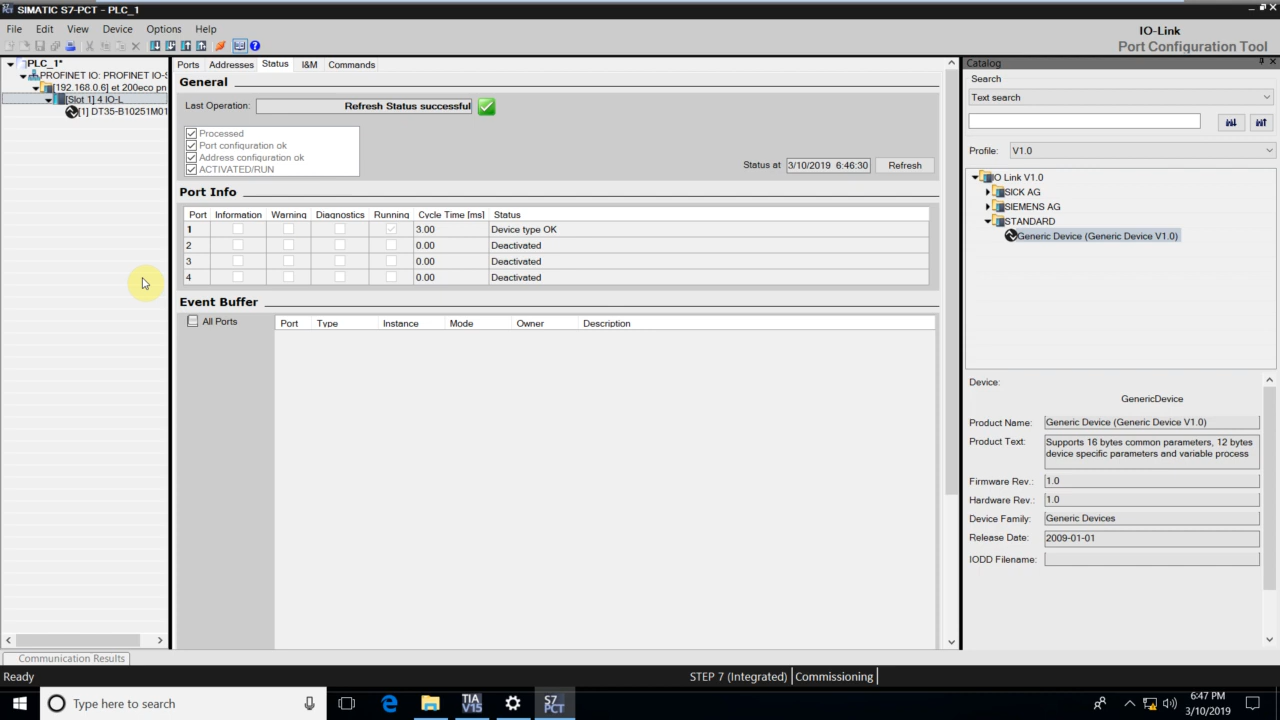 SIMATIC S7-PCT - PLC_1*
File Edit View Device Options Help
IO-Link
Port Configuration Tool
PLC_1*
PROFINET IO: PROFINET IO-S
[192.168.0.6] et 200eco pn
[Slot 1] 4 IO-L
[1] DT35-B10251M01
Ports Addresses Status I&M Commands
General
Last Operation: Refresh Status successful
Processed
Port configuration ok
Address configuration ok
ACTIVATED/RUN
Status at 3/10/2019 6:46:30 Refresh
Port Info
Port Information Warning Diagnostics Running Cycle Time [ms] Status
1 3.00 Device type OK
2 0.00 Deactivated
3 0.00 Deactivated
4 0.00 Deactivated
Event Buffer
All Ports
Port Type Instance Mode Owner Description
Catalog
Search
Text search
Profile: V1.0
IO Link V1.0
SICK AG
SIEMENS AG
STANDARD
Generic Device (Generic Device V1.0)
Device:
GenericDevice
Product Name: Generic Device (Generic Device V1.0)
Product Text: Supports 16 bytes common parameters, 12 bytes
device specific parameters and variable process
Firmware Rev.: 1.0
Hardware Rev.: 1.0
Device Family: Generic Devices
Release Date: 2009-01-01
IODD Filename:
Communication Results
Ready
STEP 7 (Integrated) Commissioning
Type here to search
TIA
V15
S7
PCT
6:47 PM
3/10/2019